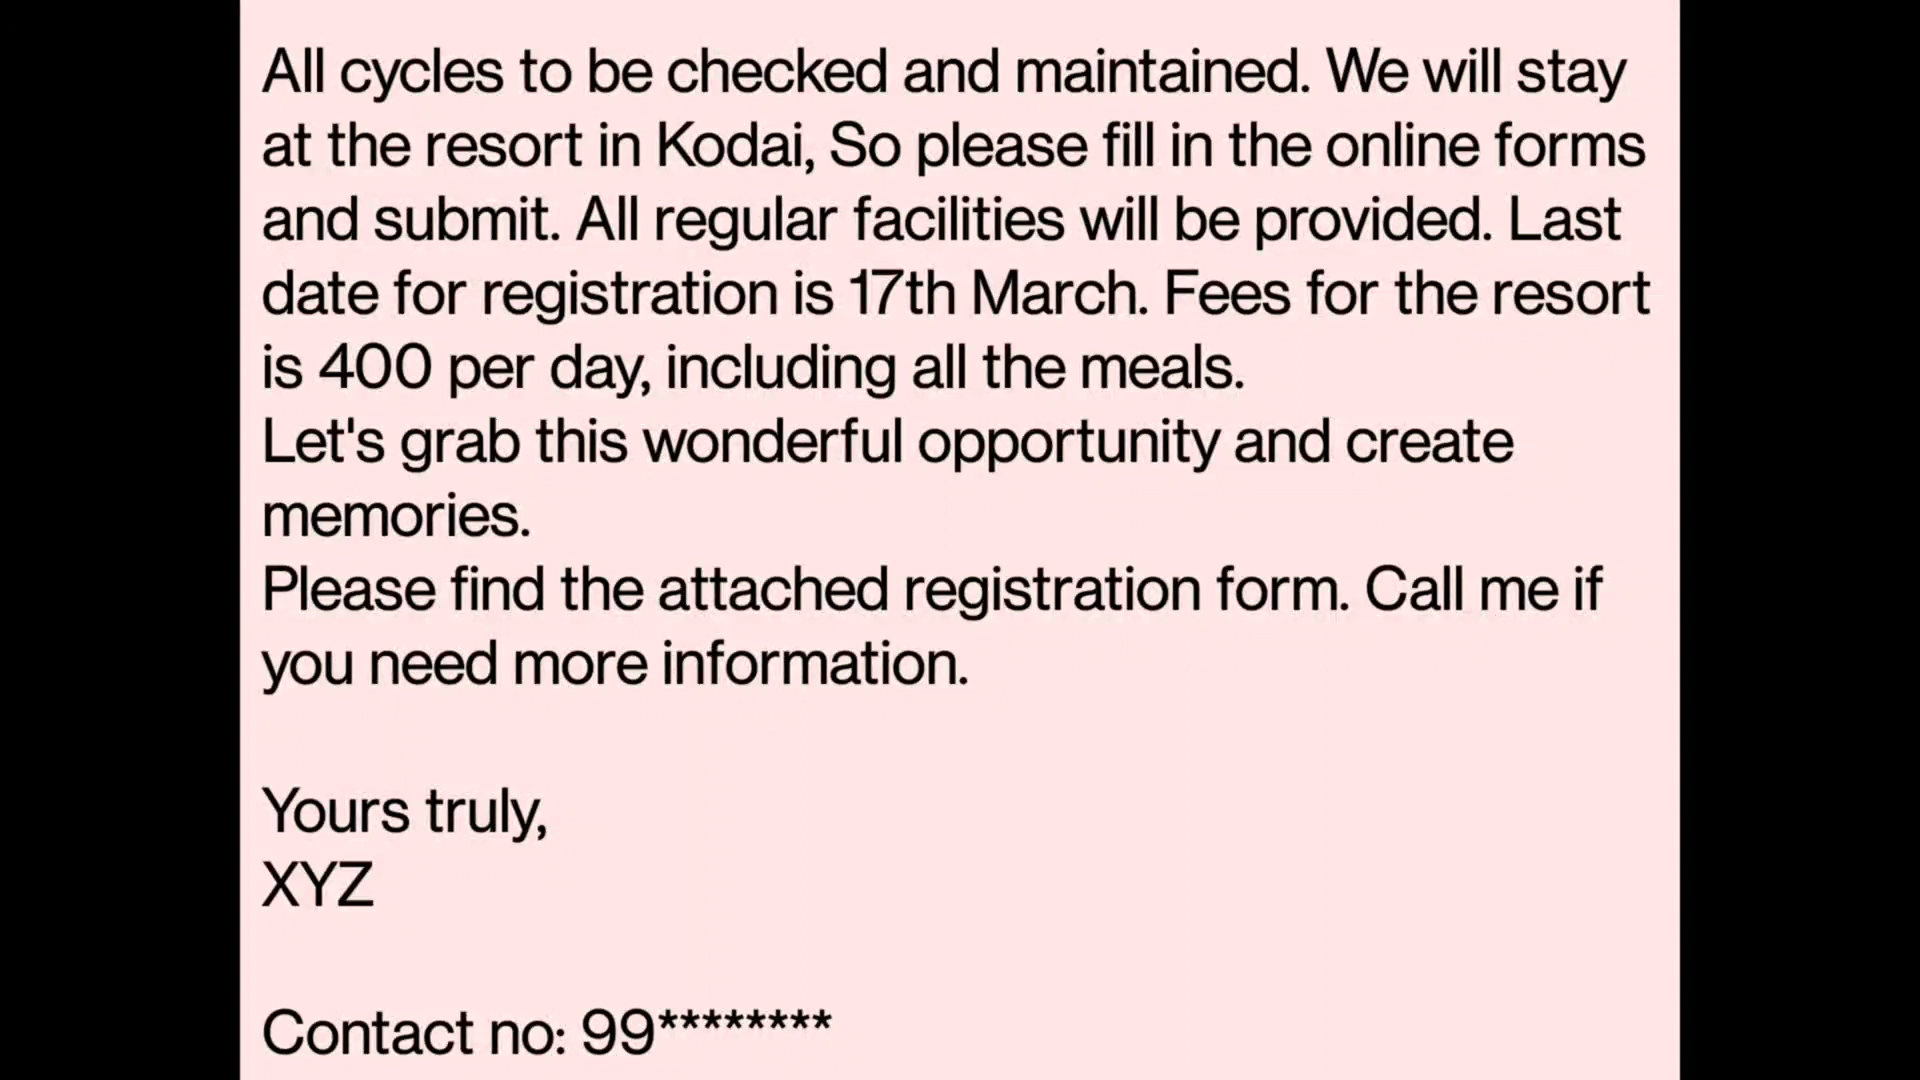 All cycles to be checked and maintained. We will stay
at the resort in Kodai, So please fill in the online forms
and submit. All regular facilities will be provided. Last
date for registration is 17th March. Fees for the resort
is 400 per day, including all the meals.
Let's grab this wonderful opportunity and create
memories.
Please find the attached registration form. Call me if
you need more information.
Yours truly,
XYZ
Contact no: 99********